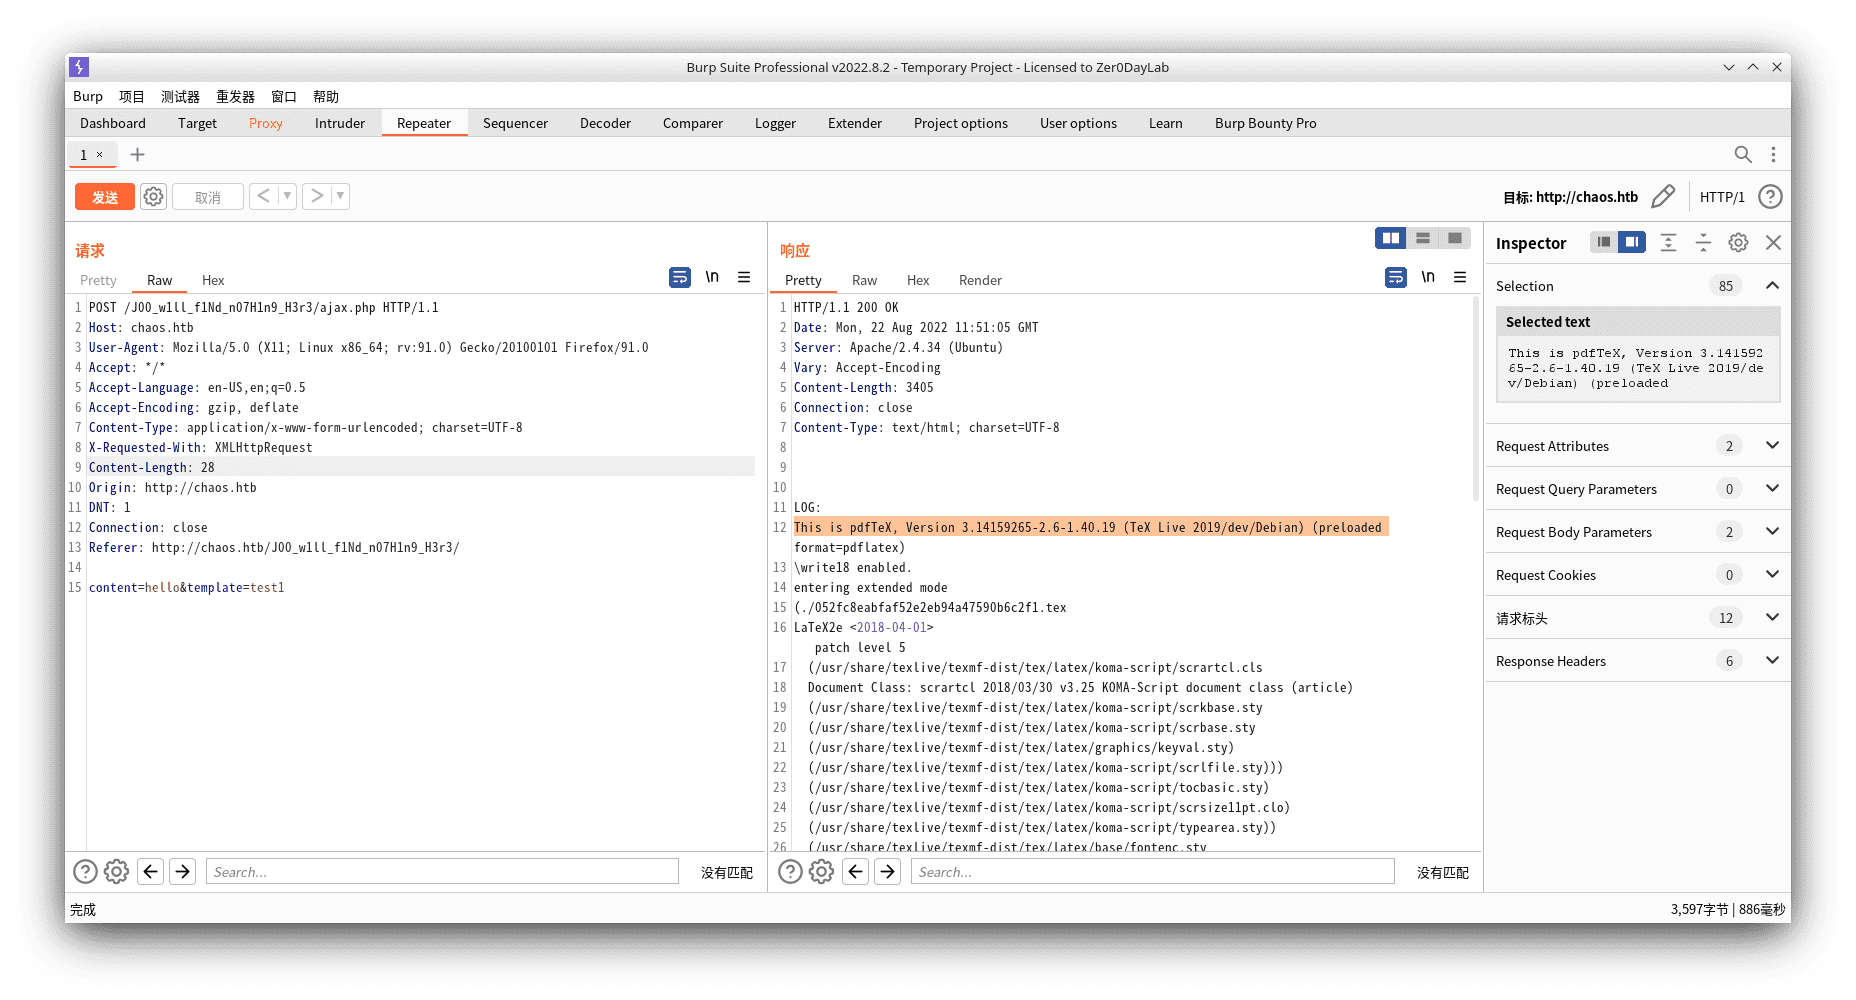 Burp Suite Professional v2022.8.2 - Temporary Project - Licensed to Zer0DayLab
Burp 项目 测试器 重发器 窗口 帮助
Dashboard Target Proxy Intruder Repeater Sequencer Decoder Comparer Logger Extender Project options User options Learn Burp Bounty Pro
1 ×
发送 取消 < >
目标: http://chaos.htb HTTP/1
请求
Pretty Raw Hex
\n
1 POST /J00_w1ll_f1Nd_n07H1n9_H3r3/ajax.php HTTP/1.1
2 Host: chaos.htb
3 User-Agent: Mozilla/5.0 (X11; Linux x86_64; rv:91.0) Gecko/20100101 Firefox/91.0
4 Accept: */*
5 Accept-Language: en-US,en;q=0.5
6 Accept-Encoding: gzip, deflate
7 Content-Type: application/x-www-form-urlencoded; charset=UTF-8
8 X-Requested-With: XMLHttpRequest
9 Content-Length: 28
10 Origin: http://chaos.htb
11 DNT: 1
12 Connection: close
13 Referer: http://chaos.htb/J00_w1ll_f1Nd_n07H1n9_H3r3/
14
15 content=hello&template=test1
Search...
没有匹配
响应
Pretty Raw Hex Render
\n
1 HTTP/1.1 200 OK
2 Date: Mon, 22 Aug 2022 11:51:05 GMT
3 Server: Apache/2.4.34 (Ubuntu)
4 Vary: Accept-Encoding
5 Content-Length: 3405
6 Connection: close
7 Content-Type: text/html; charset=UTF-8
8
9
10
11 LOG:
12 This is pdfTeX, Version 3.14159265-2.6-1.40.19 (TeX Live 2019/dev/Debian) (preloaded
format=pdflatex)
13 \write18 enabled.
14 entering extended mode
15 (./052fc8eabfaf52e2eb94a47590b6c2f1.tex
16 LaTeX2e <2018-04-01>
patch level 5
17 (/usr/share/texlive/texmf-dist/tex/latex/koma-script/scrartcl.cls
18 Document Class: scrartcl 2018/03/30 v3.25 KOMA-Script document class (article)
19 (/usr/share/texlive/texmf-dist/tex/latex/koma-script/scrkbase.sty
20 (/usr/share/texlive/texmf-dist/tex/latex/koma-script/scrbase.sty
21 (/usr/share/texlive/texmf-dist/tex/latex/graphics/keyval.sty)
22 (/usr/share/texlive/texmf-dist/tex/latex/koma-script/scrlfile.sty)))
23 (/usr/share/texlive/texmf-dist/tex/latex/koma-script/tocbasic.sty)
24 (/usr/share/texlive/texmf-dist/tex/latex/koma-script/scrsize11pt.clo)
25 (/usr/share/texlive/texmf-dist/tex/latex/koma-script/typearea.sty))
26 (/usr/share/texlive/texmf-dist/tex/latex/base/fontenc.sty
Search...
没有匹配
Inspector
Selection 85
Selected text
This is pdfTeX, Version 3.141592
65-2.6-1.40.19 (TeX Live 2019/de
v/Debian) (preloaded
Request Attributes 2
Request Query Parameters 0
Request Body Parameters 2
Request Cookies 0
请求标头 12
Response Headers 6
完成
3,597字节 | 886毫秒